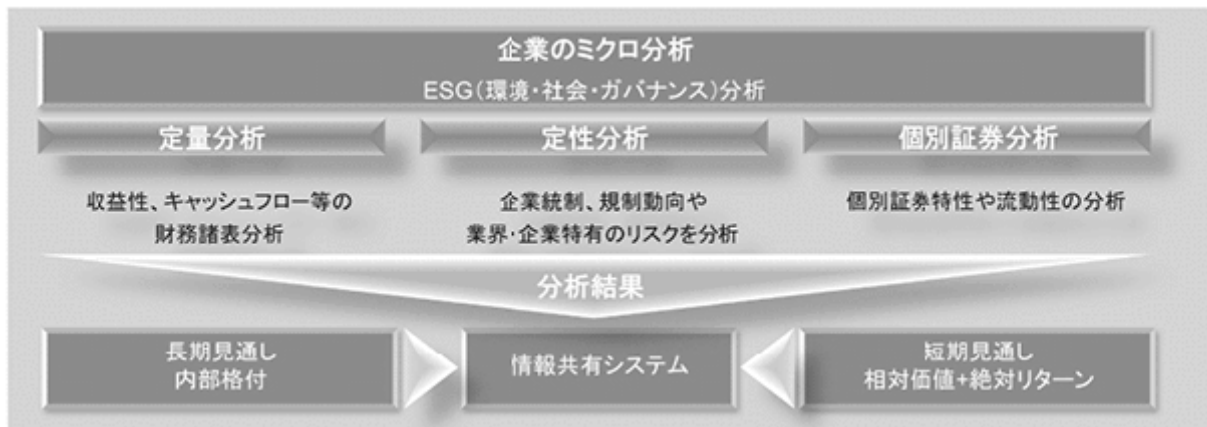 企業のミクロ分析
ESG(環境・社会・ガバナンス)分析
定量分析
収益性、キャッシュフロー等の
財務諸表分析
定性分析
企業統制、規制動向や
業界・企業特有のリスクを分析
個別証券分析
個別証券特性や流動性の分析
分析結果
長期見通し
内部格付
情報共有システム
短期見通し
相対価値+絶対リターン